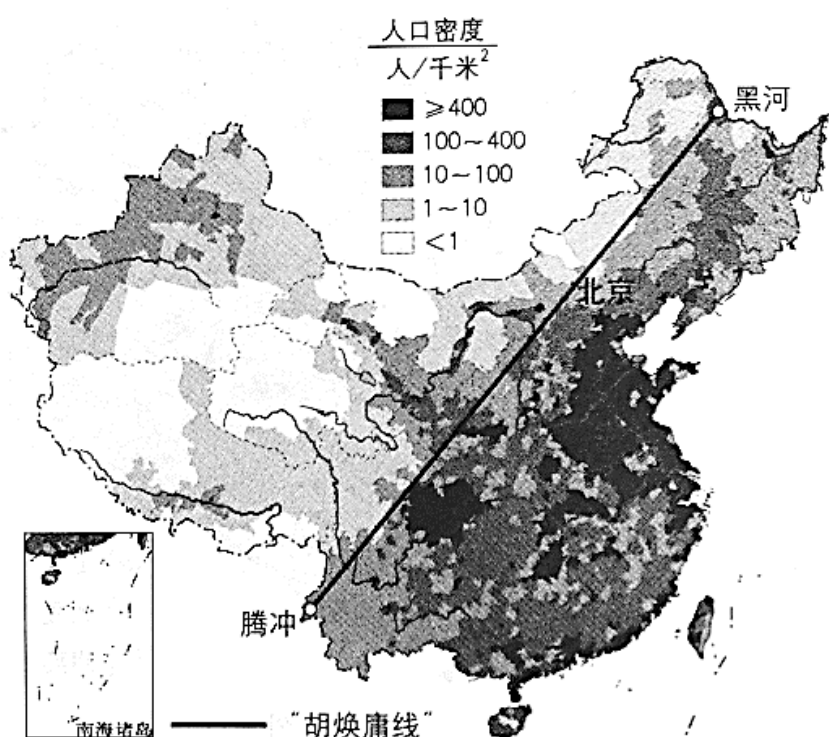 人口密度
人/千米²
≥400
100~400
10~100
1~10
<1
黑河
北京
腾冲
南海诸岛
"胡焕庸线"